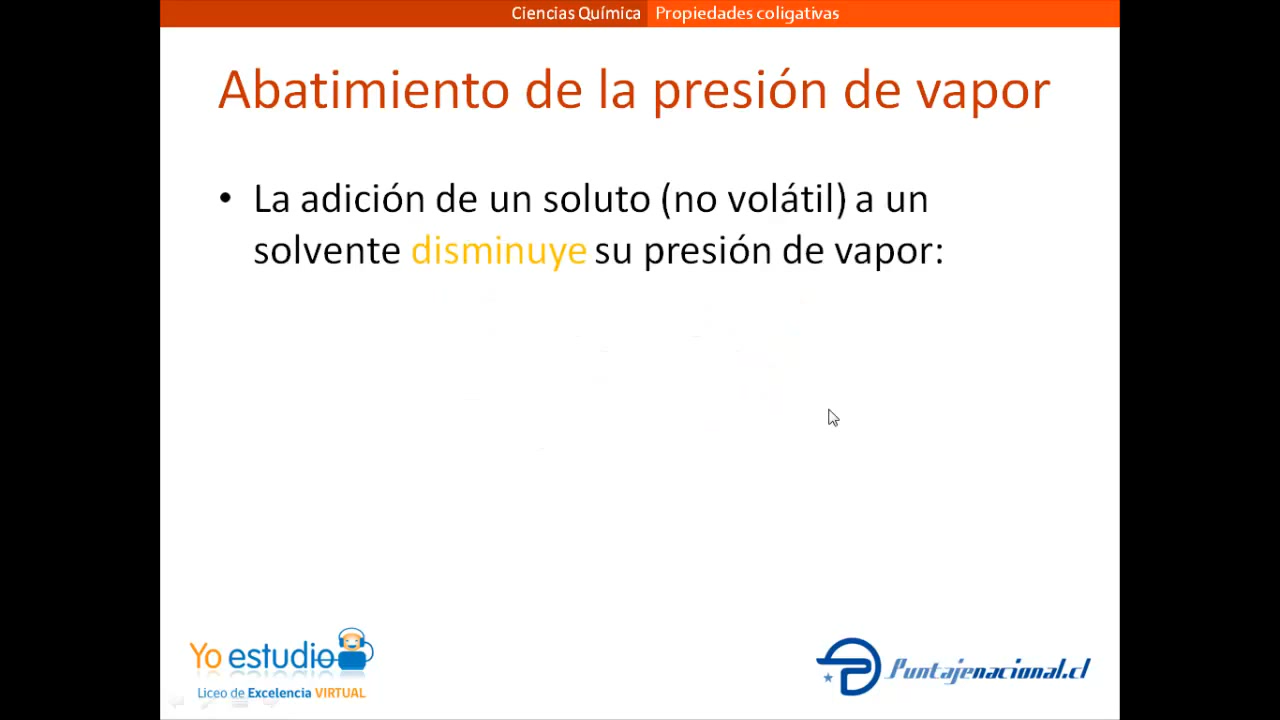 Ciencias Química Propiedades coligativas
Abatimiento de la presión de vapor
• La adición de un soluto (no volátil) a un
solvente disminuye su presión de vapor:
Yo estudio
Liceo de Excelencia VIRTUAL
Puntajenacional.cl